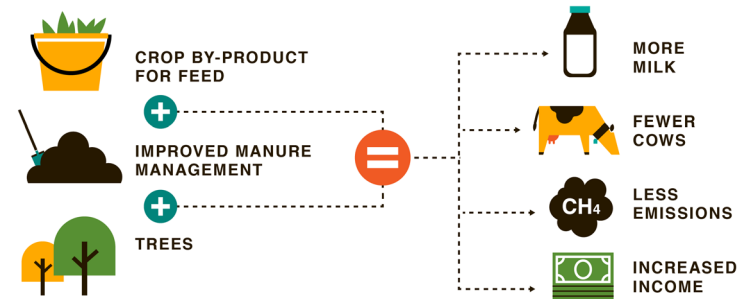 CROP BY-PRODUCT
FOR FEED
+
IMPROVED MANURE
MANAGEMENT
+
TREES
=
MORE
MILK
FEWER
COWS
CH₄
LESS
EMISSIONS
INCREASED
INCOME